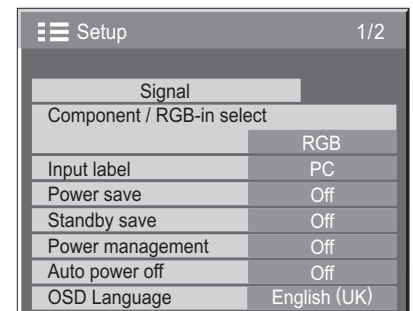 Setup 1/2
Signal
Component / RGB-in select
RGB
Input label PC
Power save Off
Standby save Off
Power management Off
Auto power off Off
OSD Language English (UK)